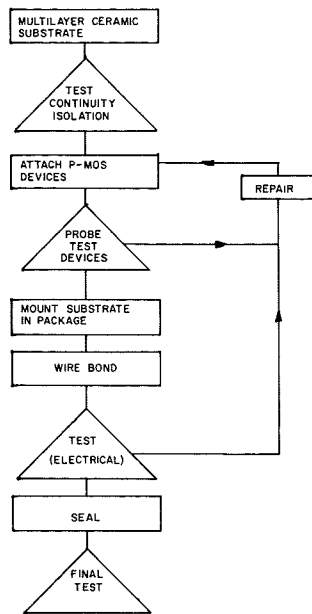 MULTILAYER CERAMIC
SUBSTRATE
TEST
CONTINUITY
ISOLATION
ATTACH P-MOS
DEVICES
REPAIR
PROBE
TEST
DEVICES
MOUNT SUBSTRATE
IN PACKAGE
WIRE BOND
TEST
(ELECTRICAL)
SEAL
FINAL
TEST